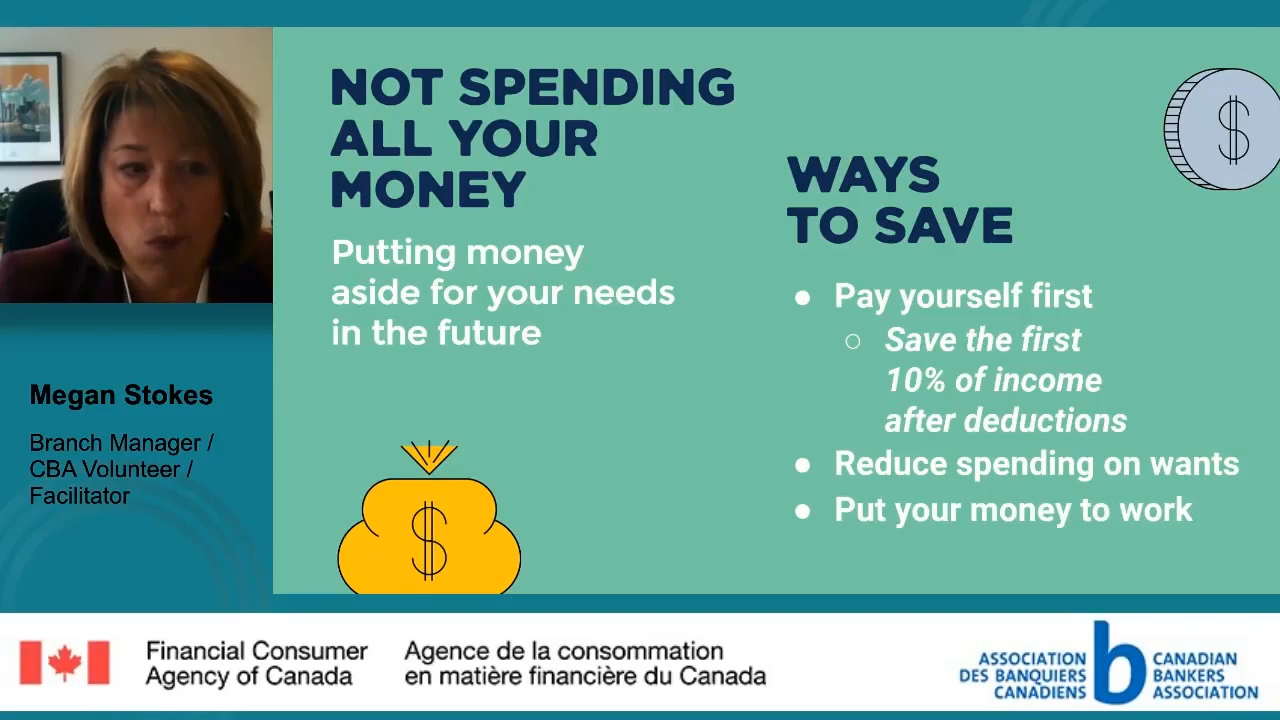 NOT SPENDING
ALL YOUR
MONEY
Putting money
aside for your needs
in the future
WAYS
TO SAVE
● Pay yourself first
○ Save the first
10% of income
after deductions
● Reduce spending on wants
● Put your money to work
$
$
Megan Stokes
Branch Manager /
CBA Volunteer /
Facilitator
Financial Consumer
Agency of Canada
Agence de la consommation
en matière financière du Canada
ASSOCIATION
DES BANQUIERS
CANADIENS
b
CANADIAN
BANKERS
ASSOCIATION